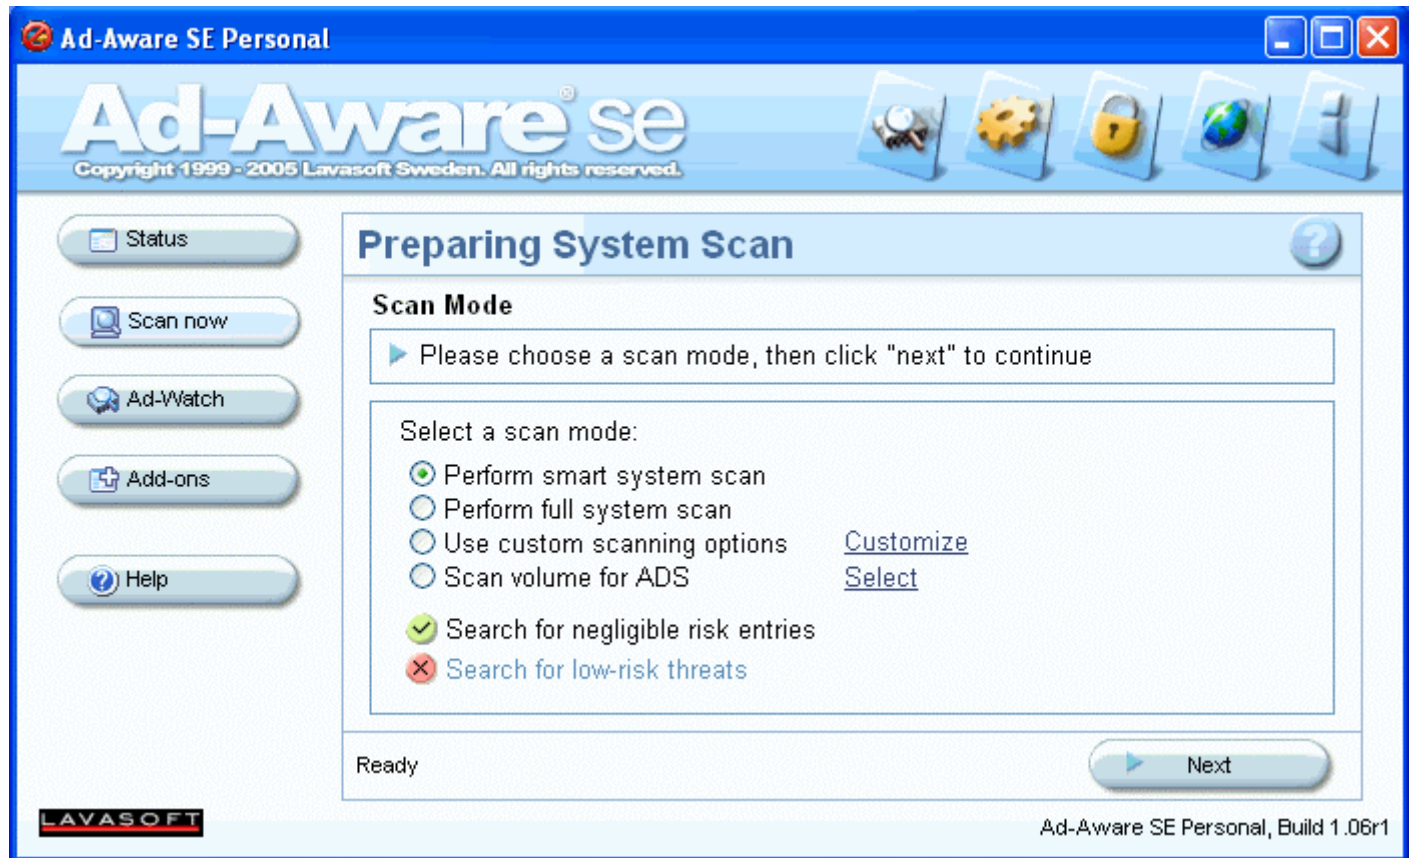 Ad-Aware SE Personal
Ad-Aware® se
Copyright 1999 - 2005 Lavasoft Sweden. All rights reserved.
Status
Scan now
Ad-Watch
Add-ons
Help
Preparing System Scan
?
Scan Mode
Please choose a scan mode, then click "next" to continue
Select a scan mode:
Perform smart system scan
Perform full system scan
Use custom scanning options Customize
Scan volume for ADS Select
Search for negligible risk entries
Search for low-risk threats
Ready
Next
LAVASOFT
Ad-Aware SE Personal, Build 1.06r1